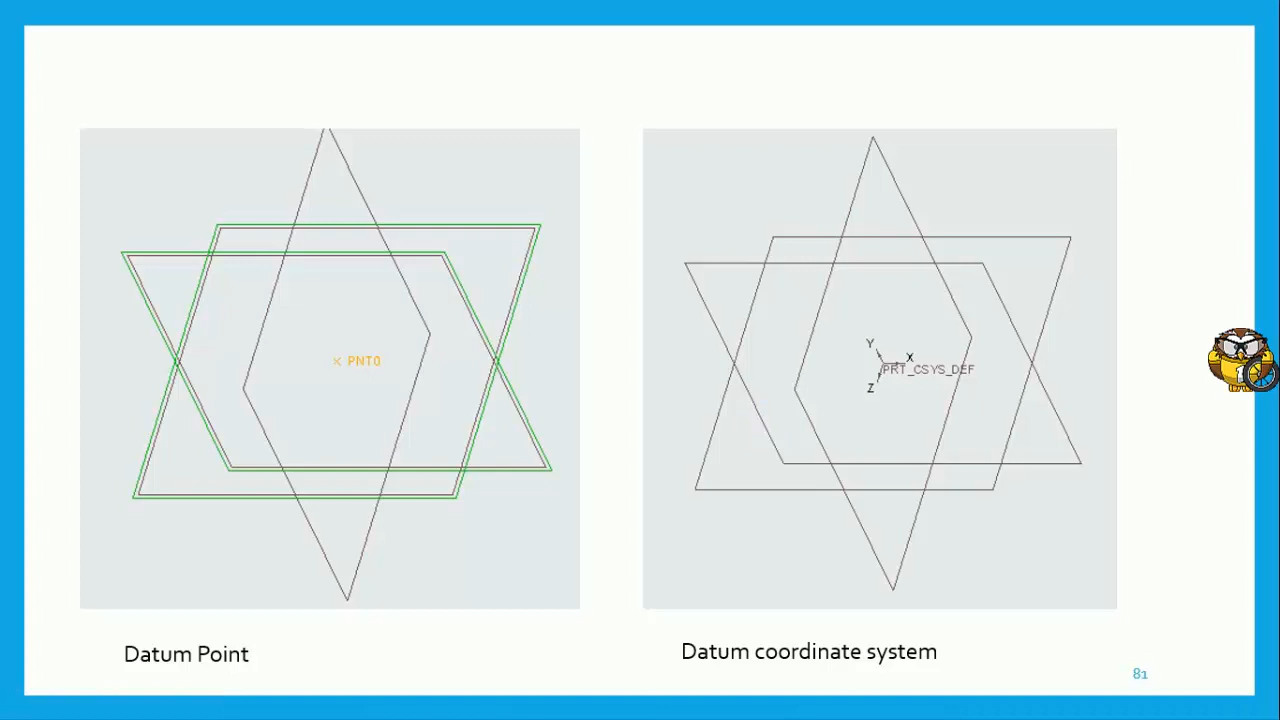 PNT0
Y
X
PRT_CSYS_DEF
Z
Datum Point
Datum coordinate system
81